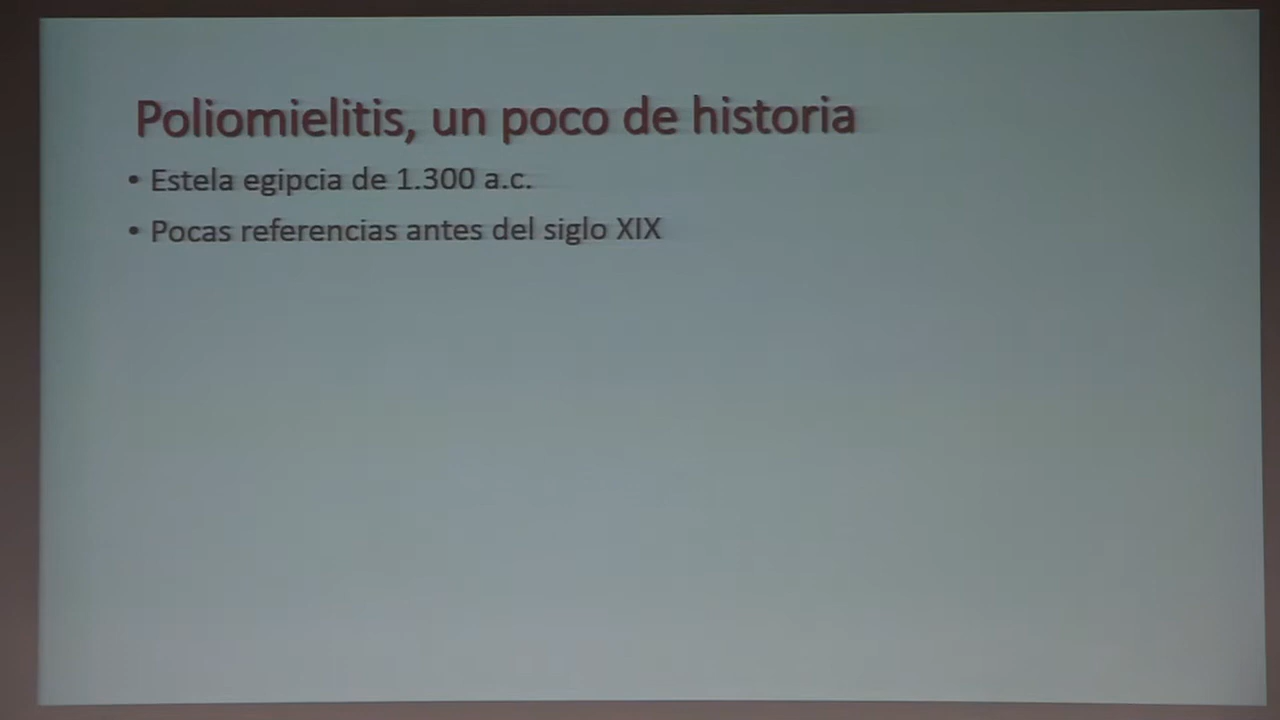 Poliomielitis, un poco de historia
• Estela egipcia de 1.300 a.c.
• Pocas referencias antes del siglo XIX